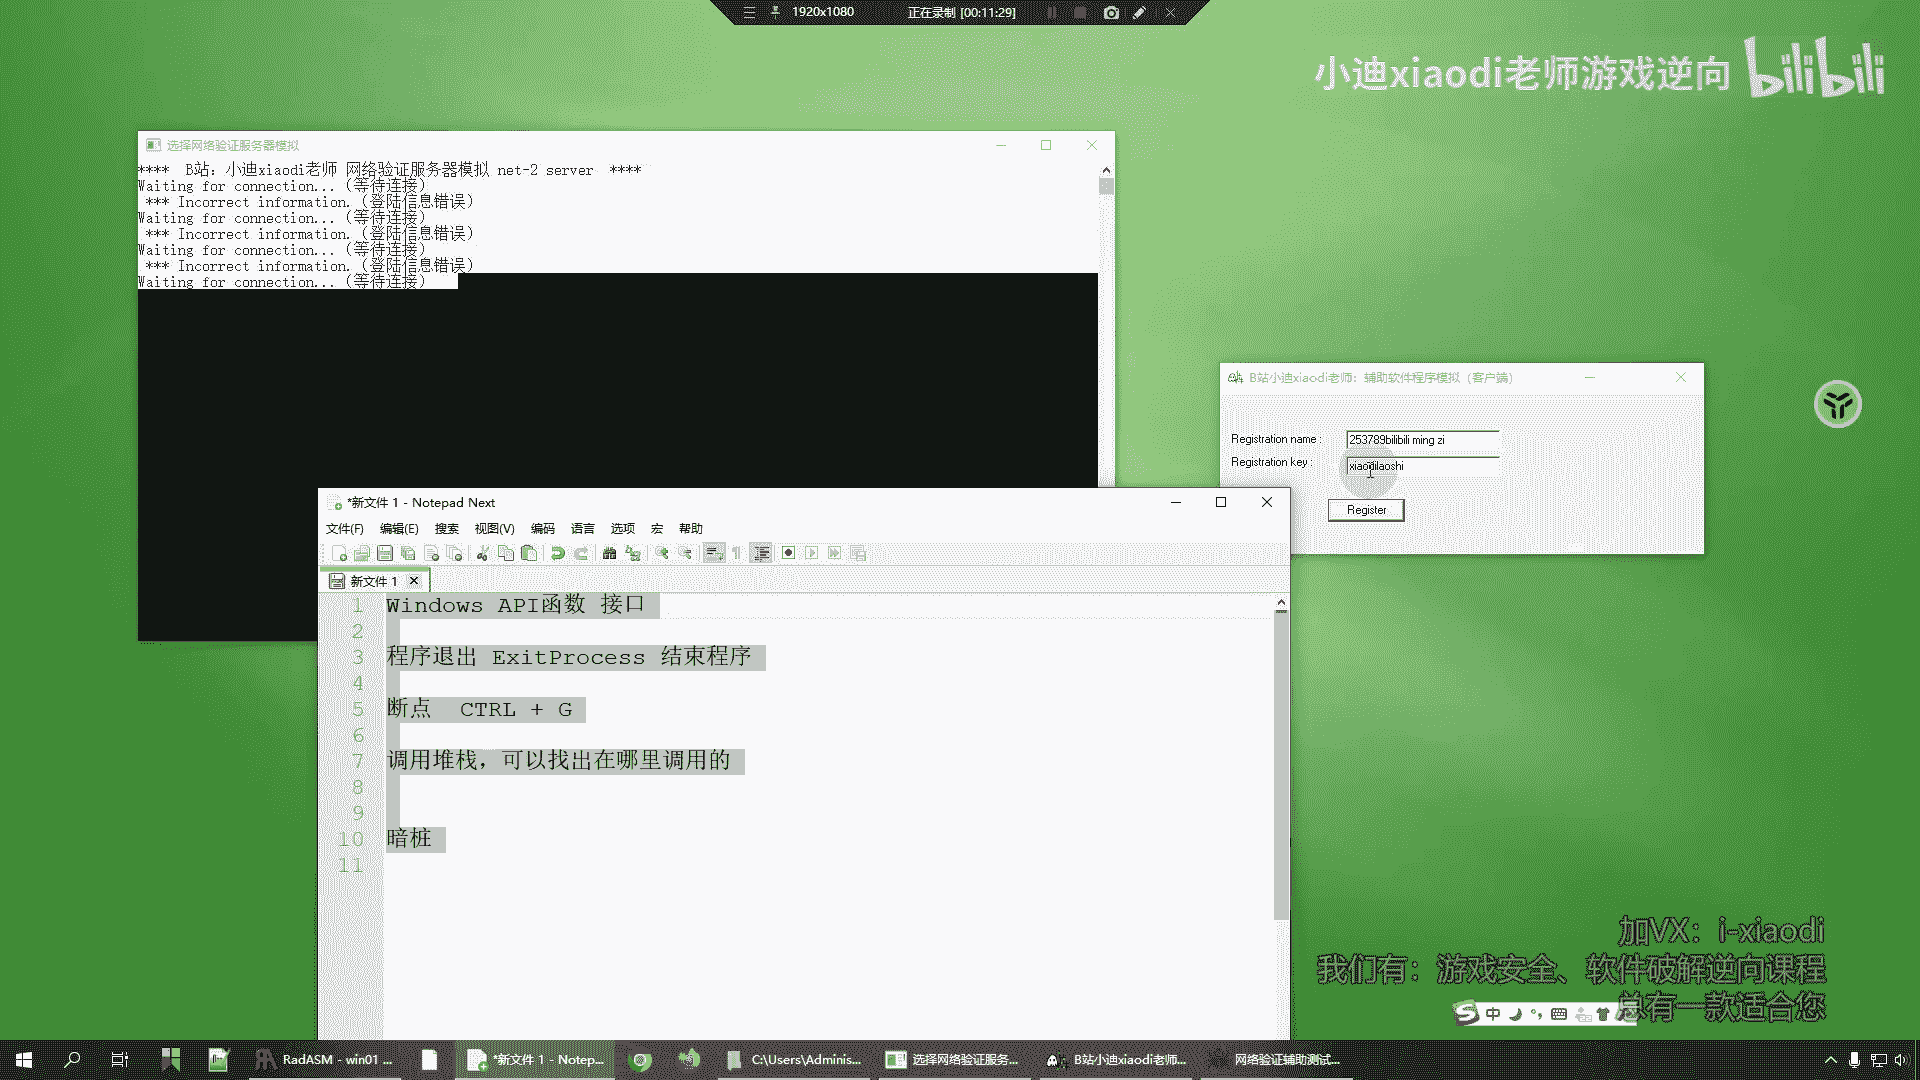 1920x1080 正在录制 [00:11:29]
小迪xiaodi老师游戏逆向 bilibili
选择网络验证服务器模拟
**** B站：小迪xiaodi老师 网络验证服务器模拟 net-2 server ****
Waiting for connection... (等待连接)
*** Incorrect information. (登陆信息错误)
Waiting for connection... (等待连接)
*** Incorrect information. (登陆信息错误)
Waiting for connection... (等待连接)
*** Incorrect information. (登陆信息错误)
Waiting for connection... (等待连接)
B站小迪xiaodi老师：辅助软件程序模拟（客户端）
Registration name : 253789bilibili ming zi
Registration key : xiaodilaoshi
Register
*新文件 1 - Notepad Next
文件(F) 编辑(E) 搜索 视图(V) 编码 语言 选项 宏 帮助
新文件 1
1 Windows API函数 接口
2
3 程序退出 ExitProcess 结束程序
4
5 断点 CTRL + G
6
7 调用堆栈，可以找出在哪里调用的
8
9
10 暗桩
11
加VX：i-xiaodi
我们有：游戏安全、软件破解逆向课程
总有一款适合您
中
RadASM - win01 ... *新文件 1 - Notep... C:\Users\Adminis... 选择网络验证服务... B站小迪xiaodi老师... 网络验证辅助测试...